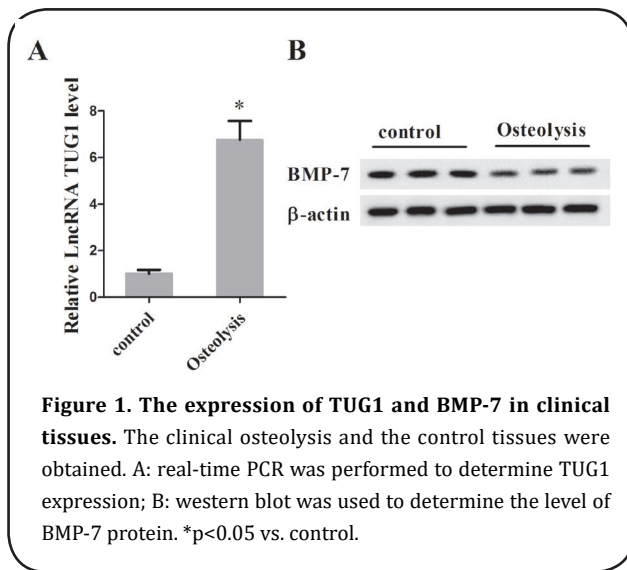 A
B
Relative LncRNA TUG1 level
8
6
4
2
0
*
control
Osteolysis
control Osteolysis
BMP-7
β-actin
Figure 1. The expression of TUG1 and BMP-7 in clinical
tissues. The clinical osteolysis and the control tissues were
obtained. A: real-time PCR was performed to determine TUG1
expression; B: western blot was used to determine the level of
BMP-7 protein. *p<0.05 vs. control.